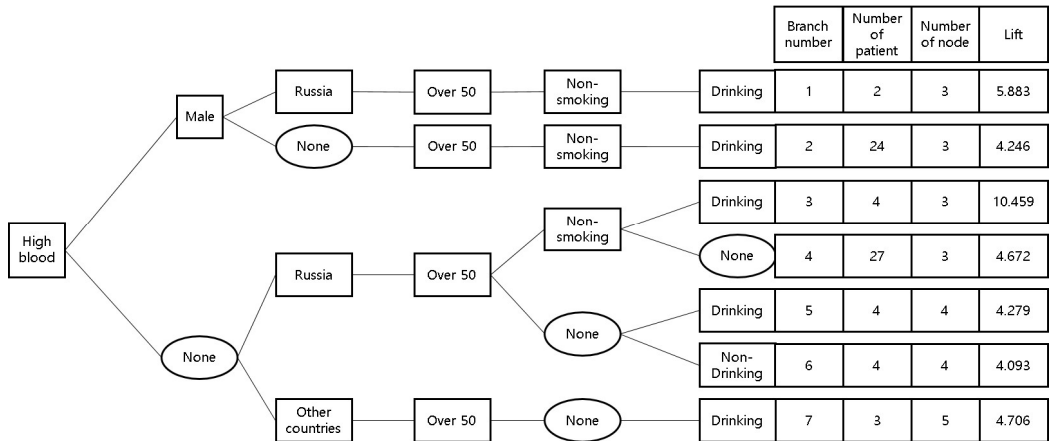 Branch
number
Number
of
patient
Number
of node
Lift
Russia
Over 50
Non-
smoking
Drinking
1
2
3
5.883
Male
None
Over 50
Non-
smoking
Drinking
2
24
3
4.246
High
blood
Non-
smoking
Drinking
3
4
3
10.459
Russia
Over 50
None
4
27
3
4.672
None
Drinking
5
4
4
4.279
None
Non-
Drinking
6
4
4
4.093
Other
countries
Over 50
None
Drinking
7
3
5
4.706